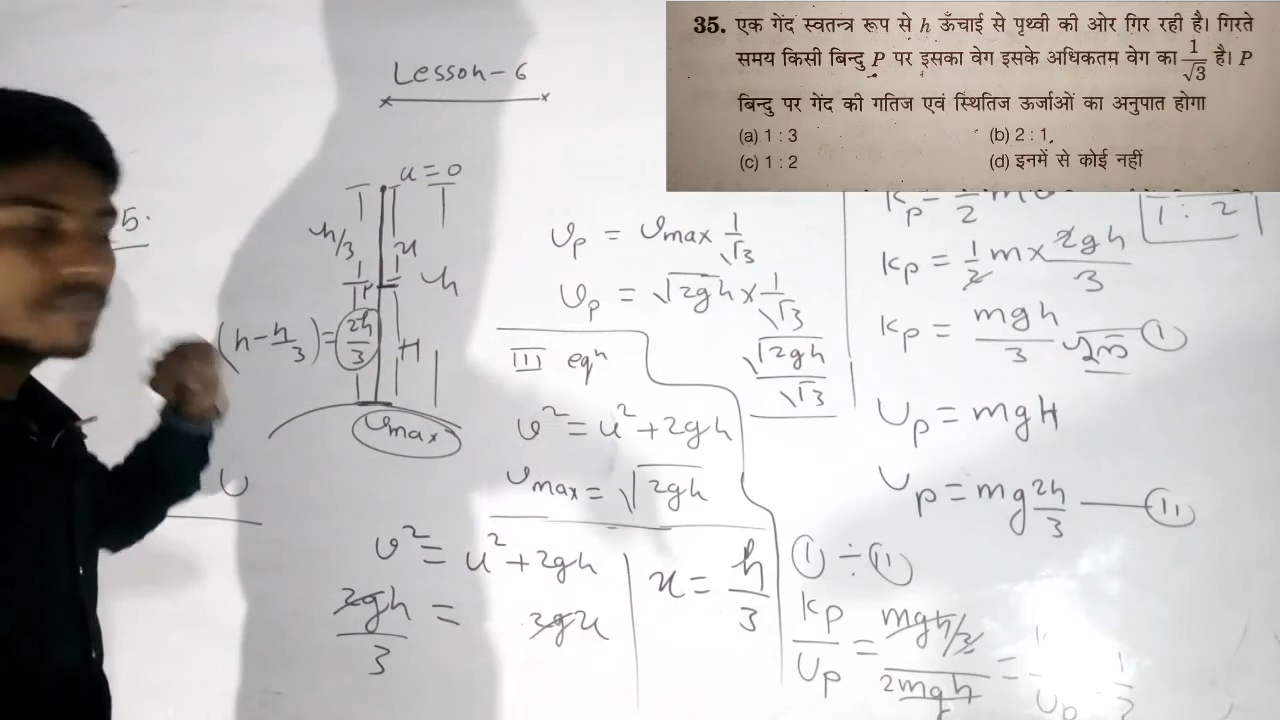 35. एक गेंद स्वतन्त्र रूप से h ऊँचाई से पृथ्वी की ओर गिर रही है। गिरते
समय किसी बिन्दु P पर इसका वेग इसके अधिकतम वेग का 1/√3 है। P
बिन्दु पर गेंद की गतिज एवं स्थितिज ऊर्जाओं का अनुपात होगा
(a) 1 : 3 (b) 2 : 1
(c) 1 : 2 (d) इनमें से कोई नहीं
Lesson-6
5.
u = 0
h/3
x
P
h
(h - h/3) = 2h/3
H
υmax
υ
υp = υmax 1/√3
υp = √2gh × 1/√3
√2gh/√3
III eqn
υ² = u² + 2gh
υmax = √2gh
υ² = u² + 2gh
2gh/3 = 2gx
x = h/3
1 : 2
Kp = 1/2 m × 2gh/3
Kp = mgh/3 — I
Up = mgH
Up = mg 2h/3 — II
I ÷ II
Kp/Up = mgh/3 / 2mgh =